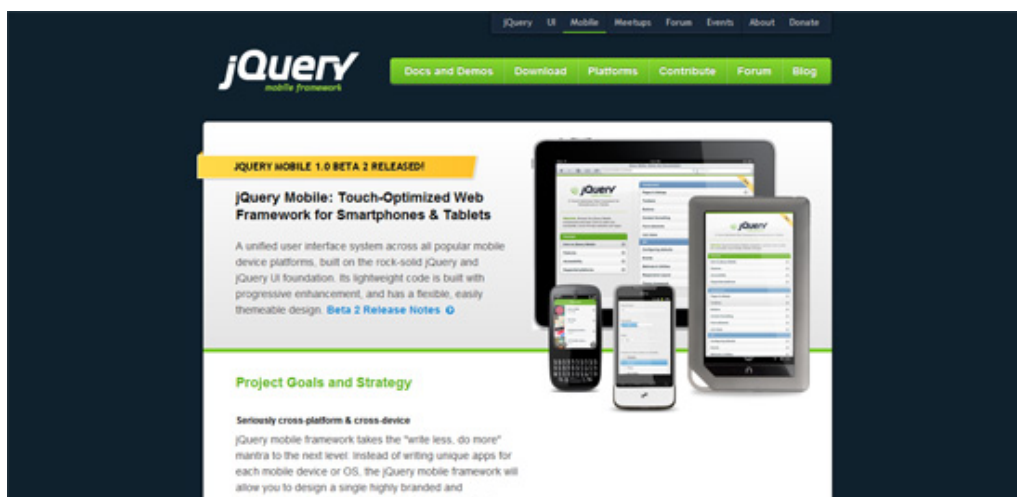 jQuery UI Mobile Meetups Forum Events About Donate
jQuery
mobile framework
Docs and Demos Download Platforms Contribute Forum Blog
JQUERY MOBILE 1.0 BETA 2 RELEASED!
jQuery Mobile: Touch-Optimized Web
Framework for Smartphones & Tablets
A unified user interface system across all popular mobile
device platforms, built on the rock-solid jQuery and
jQuery UI foundation. Its lightweight code is built with
progressive enhancement, and has a flexible, easily
themeable design. Beta 2 Release Notes
jQuery
jQuery
Project Goals and Strategy
Seriously cross-platform & cross-device
jQuery mobile framework takes the "write less, do more"
mantra to the next level: Instead of writing unique apps for
each mobile device or OS, the jQuery mobile framework will
allow you to design a single highly branded and